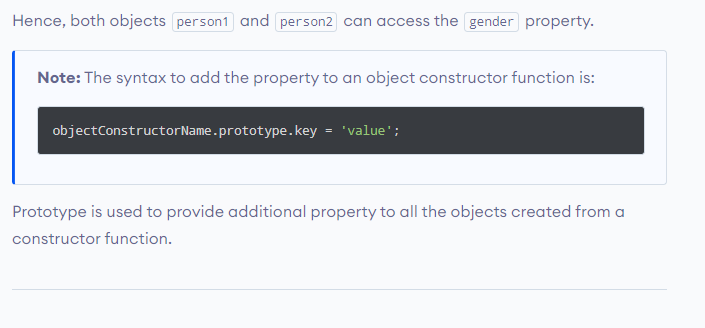 Hence, both objects person1 and person2 can access the gender property.
Note: The syntax to add the property to an object constructor function is:
objectConstructorName.prototype.key = 'value';
Prototype is used to provide additional property to all the objects created from a
constructor function.